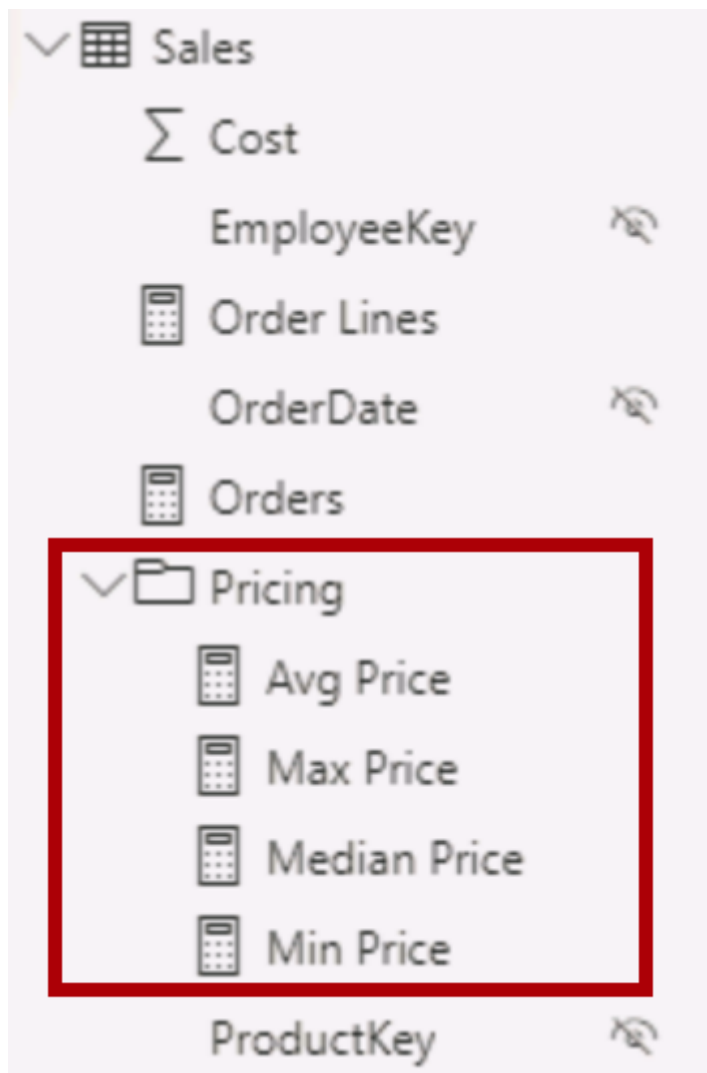 Sales
Cost
EmployeeKey
Order Lines
OrderDate
Orders
Pricing
Avg Price
Max Price
Median Price
Min Price
ProductKey